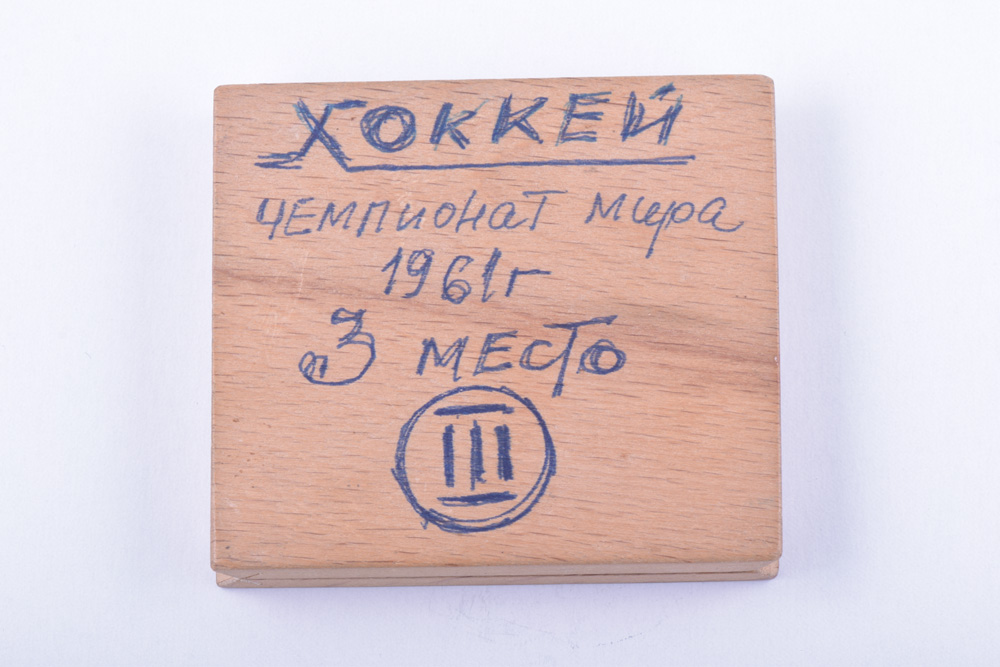 ХОККЕЙ
ЧЕМПИОНАТ МИРА
1961г
3 МЕСТО
III